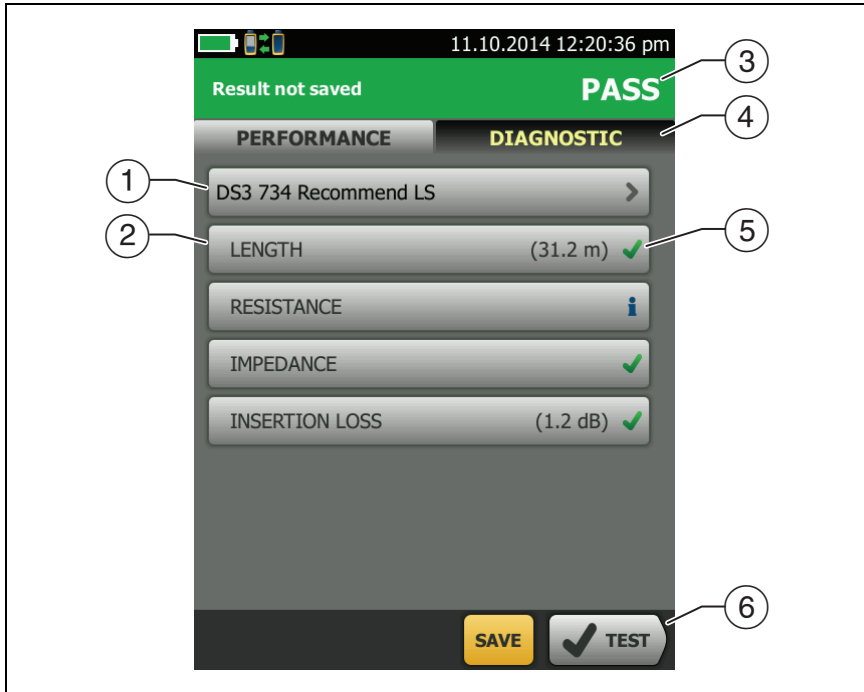 11.10.2014 12:20:36 pm
Result not saved
PASS
PERFORMANCE
DIAGNOSTIC
DS3 734 Recommend LS
LENGTH (31.2 m)
RESISTANCE i
IMPEDANCE
INSERTION LOSS (1.2 dB)
SAVE
TEST
1
2
3
4
5
6